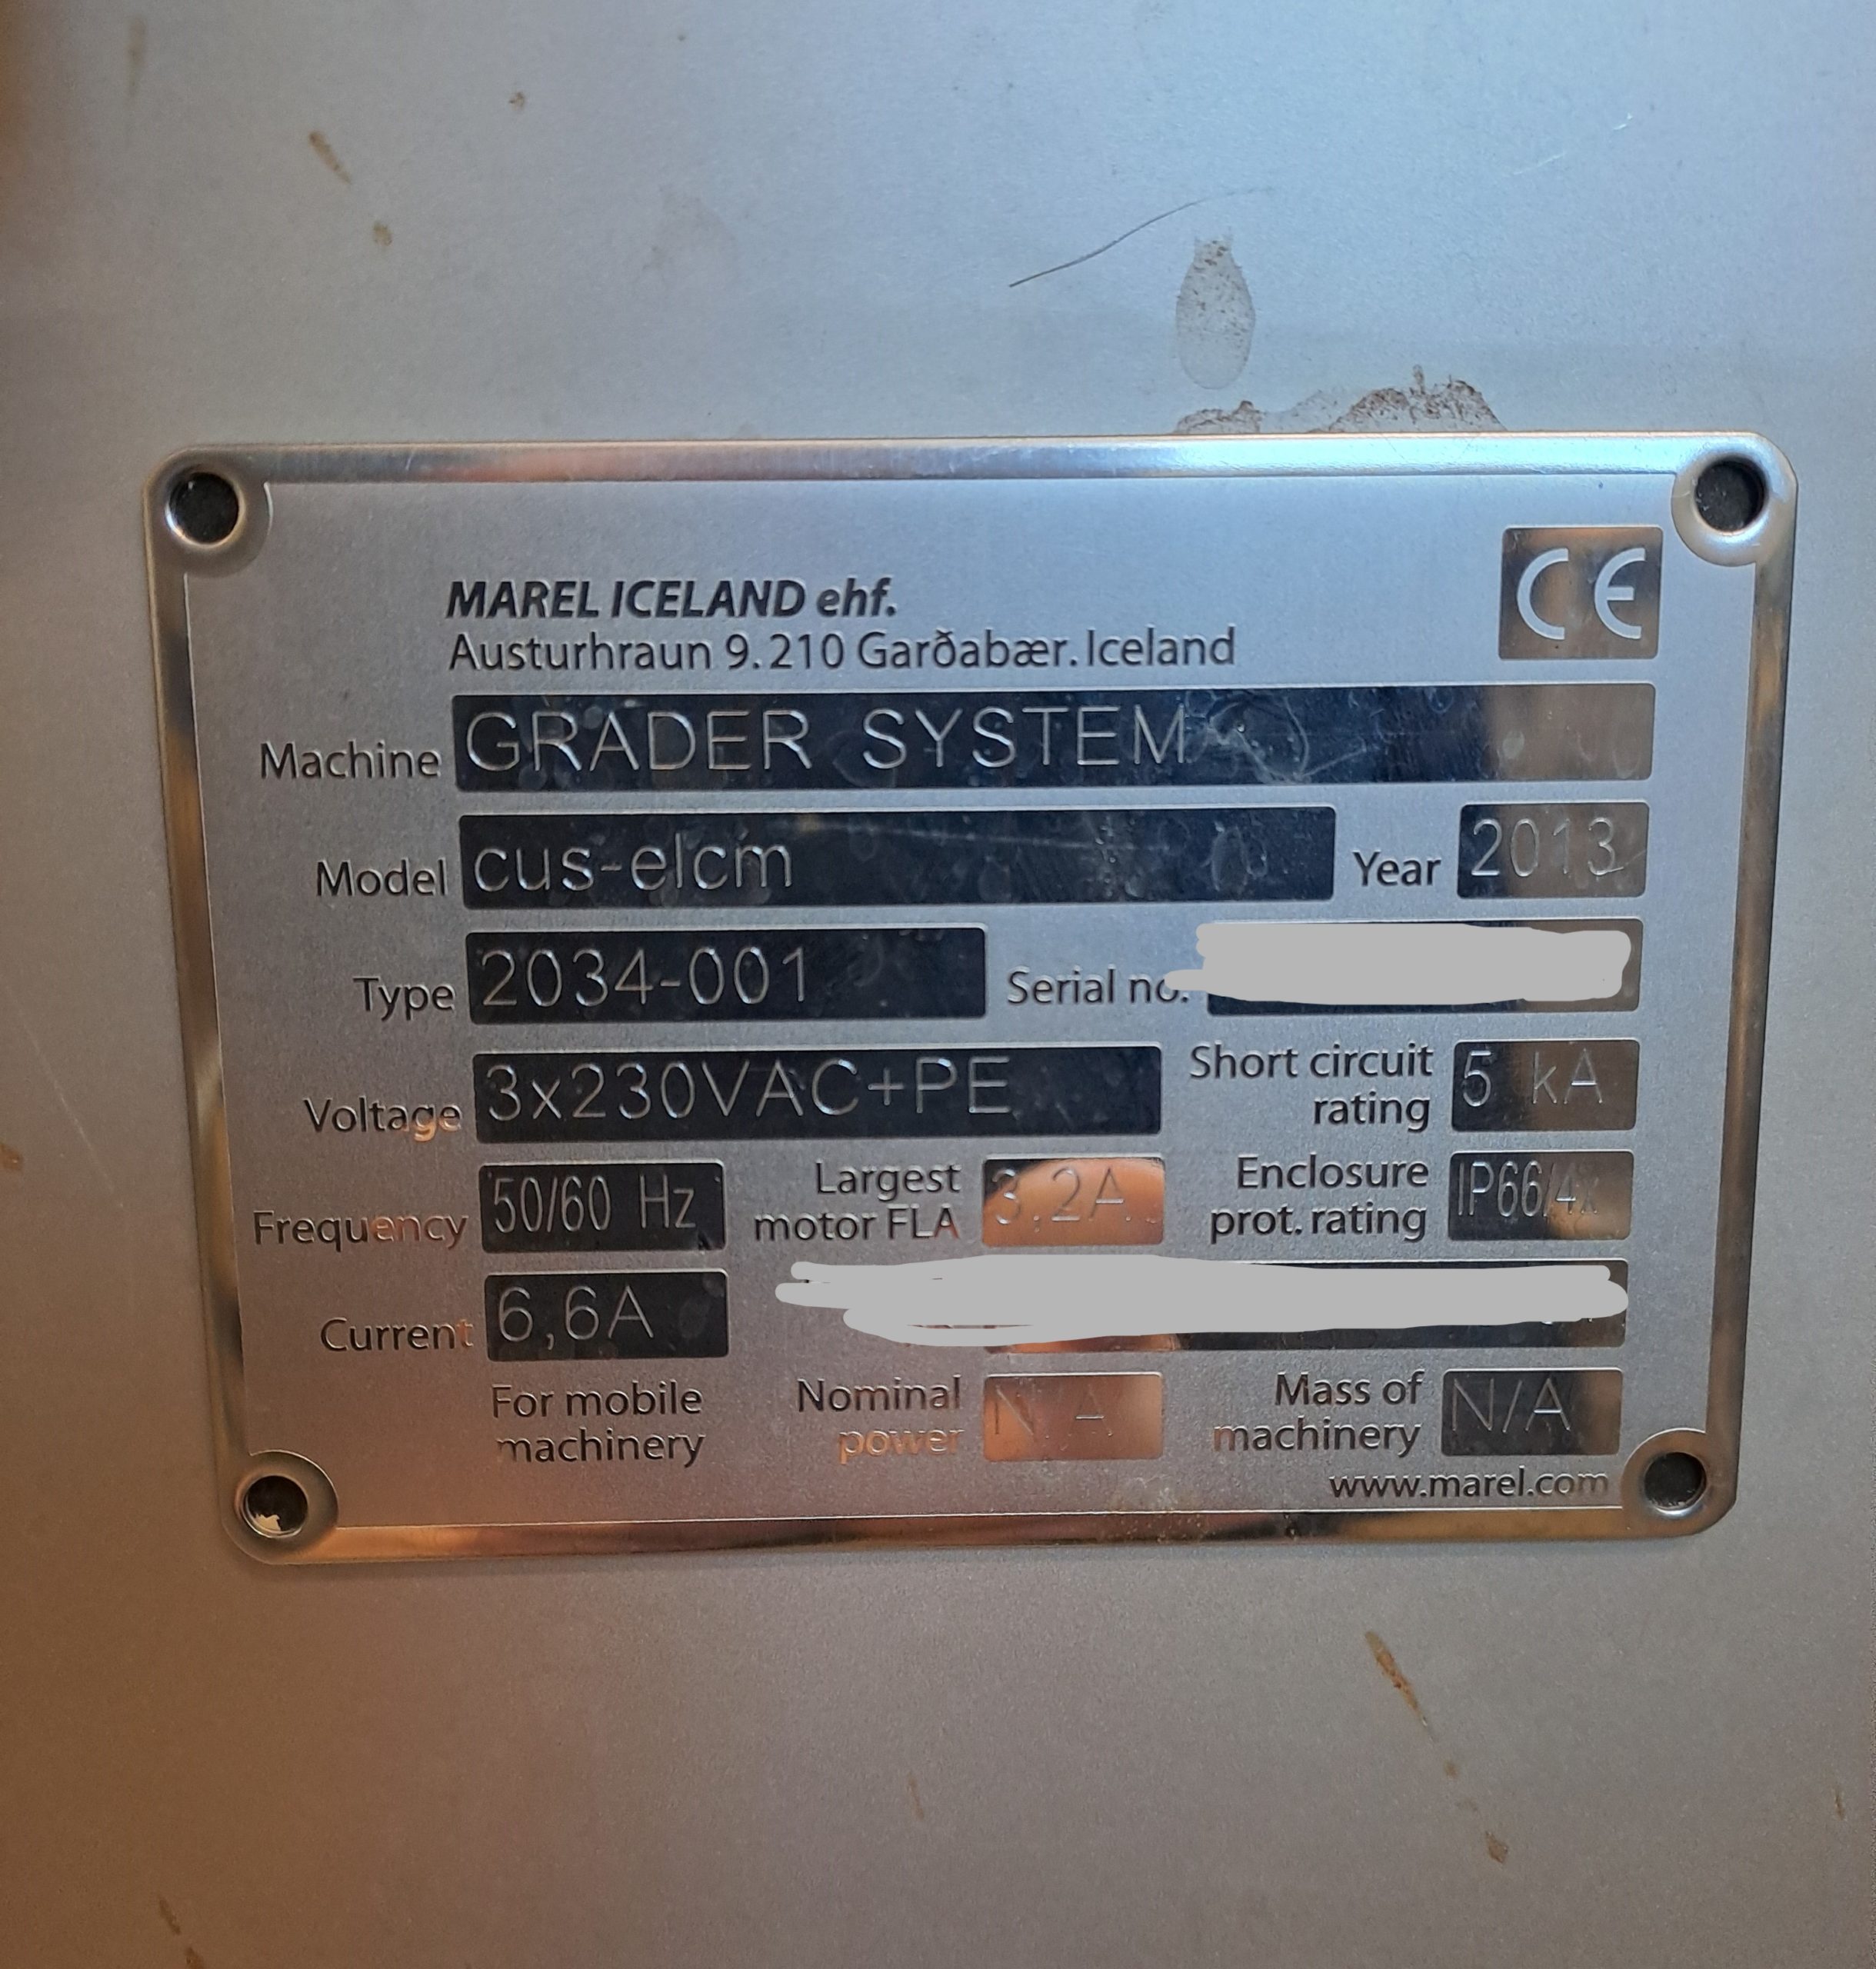 CE
MAREL ICELAND ehf.
Austurhraun 9. 210 Garðabær. Iceland
Machine GRADER SYSTEM
Model cus-elcm Year 2013
Type 2034-001 Serial no.
Voltage 3x230VAC+PE Short circuit rating 5 kA
Frequency 50/60 Hz Largest motor FLA 3,2A Enclosure prot. rating IP66/4x
Current 6,6A
For mobile machinery Nominal power N/A Mass of machinery N/A
www.marel.com